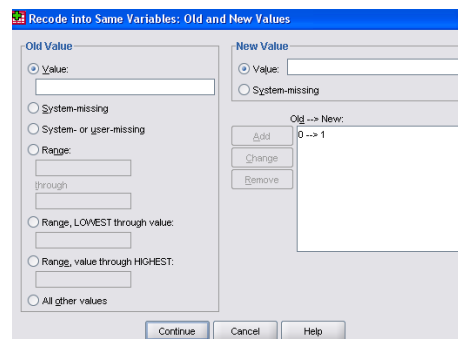 Recode into Same Variables: Old and New Values
Old Value
Value:
System-missing
System- or user-missing
Range:
through
Range, LOWEST through value:
Range, value through HIGHEST:
All other values
New Value
Value:
System-missing
Old --> New:
Add
Change
Remove
0 --> 1
Continue
Cancel
Help